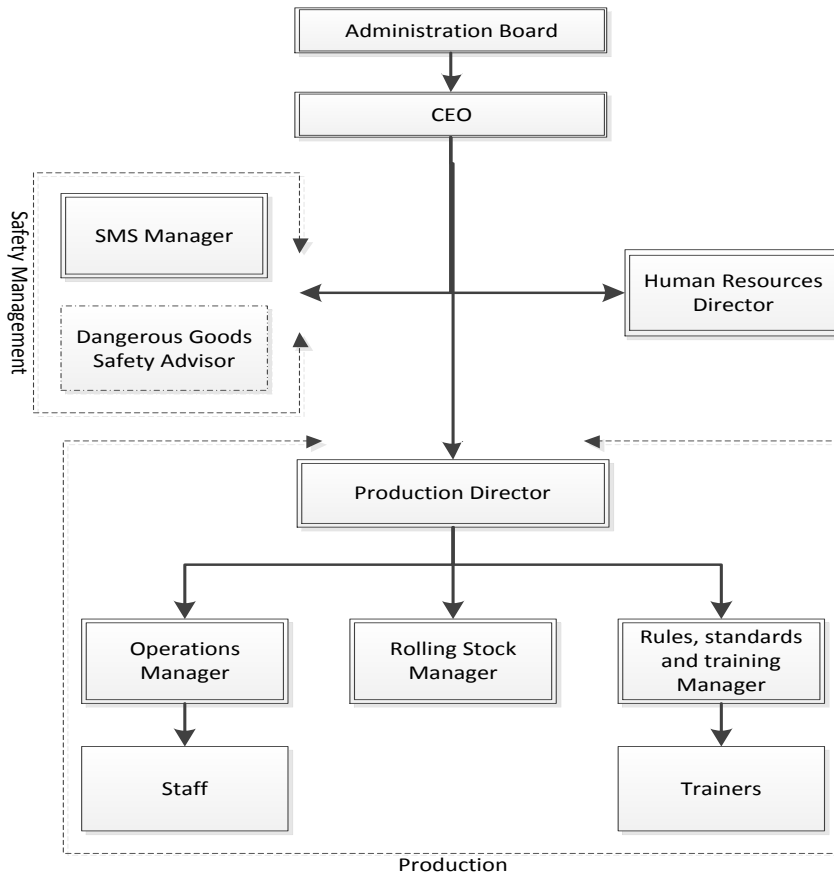 Administration Board
CEO
Safety Management
SMS Manager
Human Resources
Director
Dangerous Goods
Safety Advisor
Production Director
Operations
Manager
Rolling Stock
Manager
Rules, standards
and training
Manager
Staff
Trainers
Production